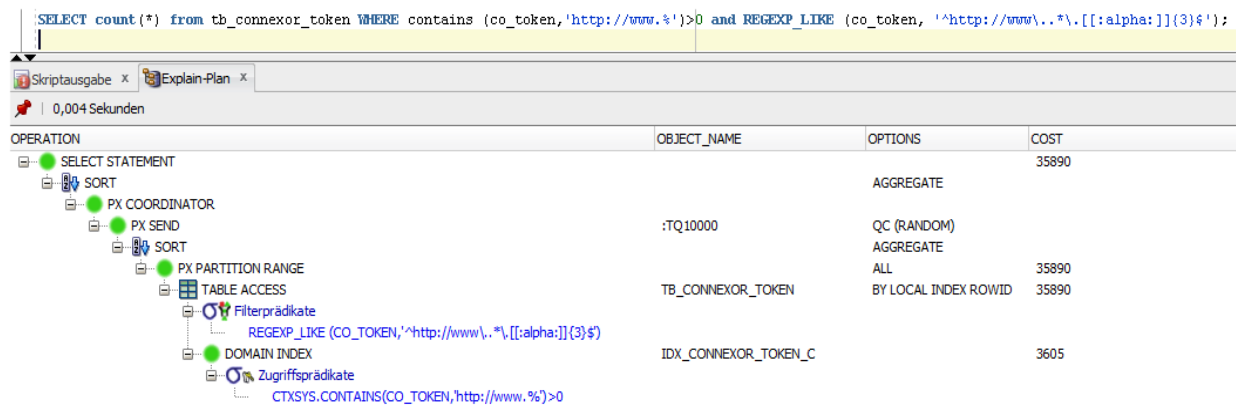 SELECT count(*) from tb_connexor_token WHERE contains (co_token,'http://www.%')>0 and REGEXP_LIKE (co_token, '^http://www\..*\.[[:alpha:]]{3}$');
Skriptausgabe x Explain-Plan x
0,004 Sekunden
OPERATION OBJECT_NAME OPTIONS COST
SELECT STATEMENT 35890
SORT AGGREGATE
PX COORDINATOR
PX SEND :TQ10000 QC (RANDOM)
SORT AGGREGATE
PX PARTITION RANGE ALL 35890
TABLE ACCESS TB_CONNEXOR_TOKEN BY LOCAL INDEX ROWID 35890
Filterprädikate
REGEXP_LIKE (CO_TOKEN,'^http://www\..*\.[[:alpha:]]{3}$')
DOMAIN INDEX IDX_CONNEXOR_TOKEN_C 3605
Zugriffsprädikate
CTXSYS.CONTAINS(CO_TOKEN,'http://www.%')>0